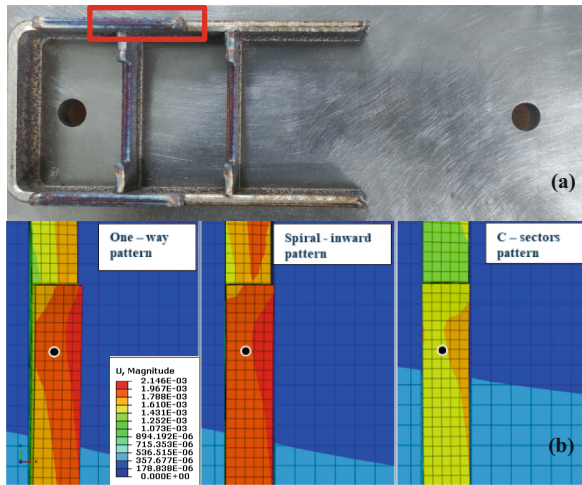 (a)
One – way
pattern
Spiral - inward
pattern
C – sectors
pattern
U, Magnitude
2.146E-03
1.967E-03
1.788E-03
1.610E-03
1.431E-03
1.252E-03
1.073E-03
894.192E-06
715.353E-06
536.515E-06
357.677E-06
178.838E-06
0.000E+00
(b)